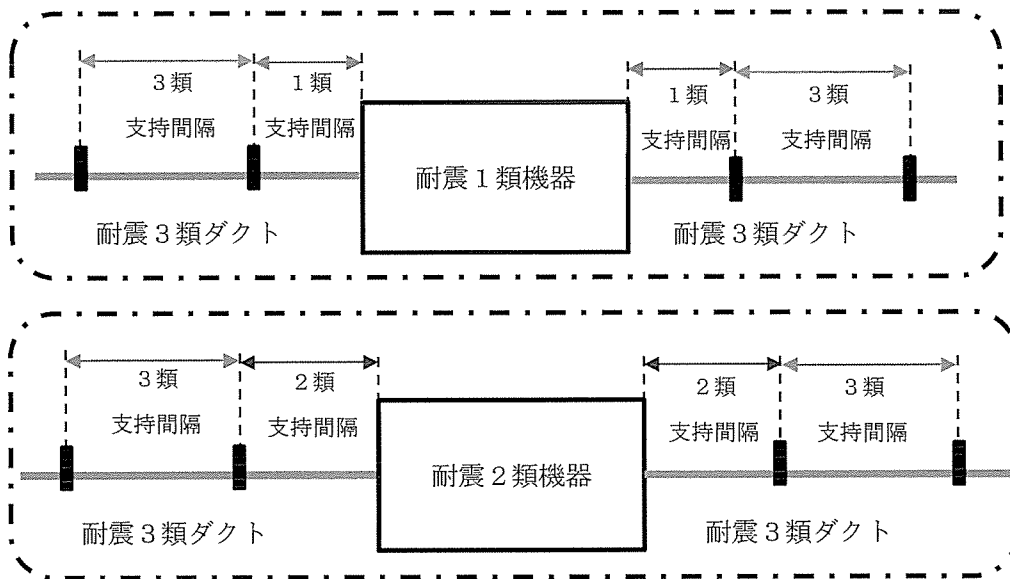 3類
1類
支持間隔
支持間隔
耐震1類機器
1類
3類
支持間隔
支持間隔
耐震3類ダクト
耐震3類ダクト
3類
2類
支持間隔
支持間隔
耐震2類機器
2類
3類
支持間隔
支持間隔
耐震3類ダクト
耐震3類ダクト